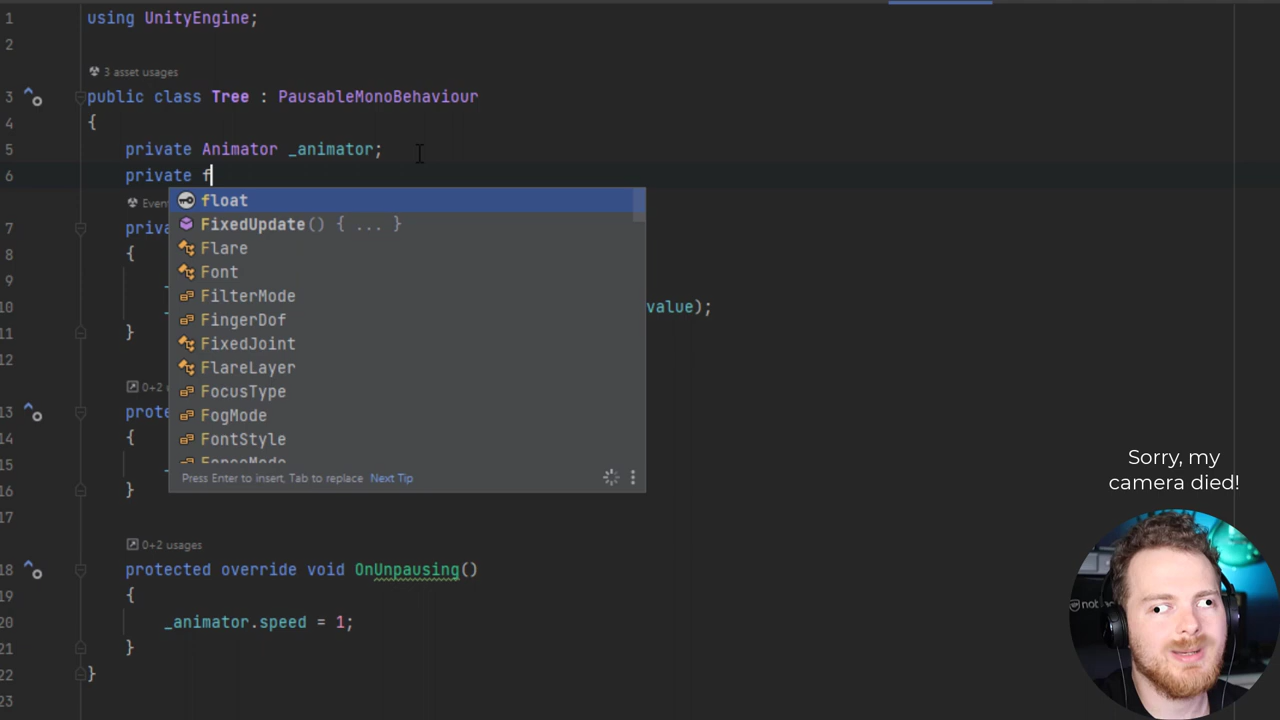 1 using UnityEngine;
2
3 asset usages
3 public class Tree : PausableMonoBehaviour
4 {
5 private Animator _animator;
6 private f
float
Even
FixedUpdate() { ... }
7 priva
Flare
8 {
Font
9
FilterMode
10 value);
FingerDof
11 }
FixedJoint
12
FlareLayer
0+2
FocusType
13 prote
FogMode
14 {
FontStyle
15
Press Enter to insert, Tab to replace Next Tip
16 }
17
0+2 usages
18 protected override void OnUnpausing()
19 {
20 _animator.speed = 1;
21 }
22 }
23
Sorry, my
camera died!